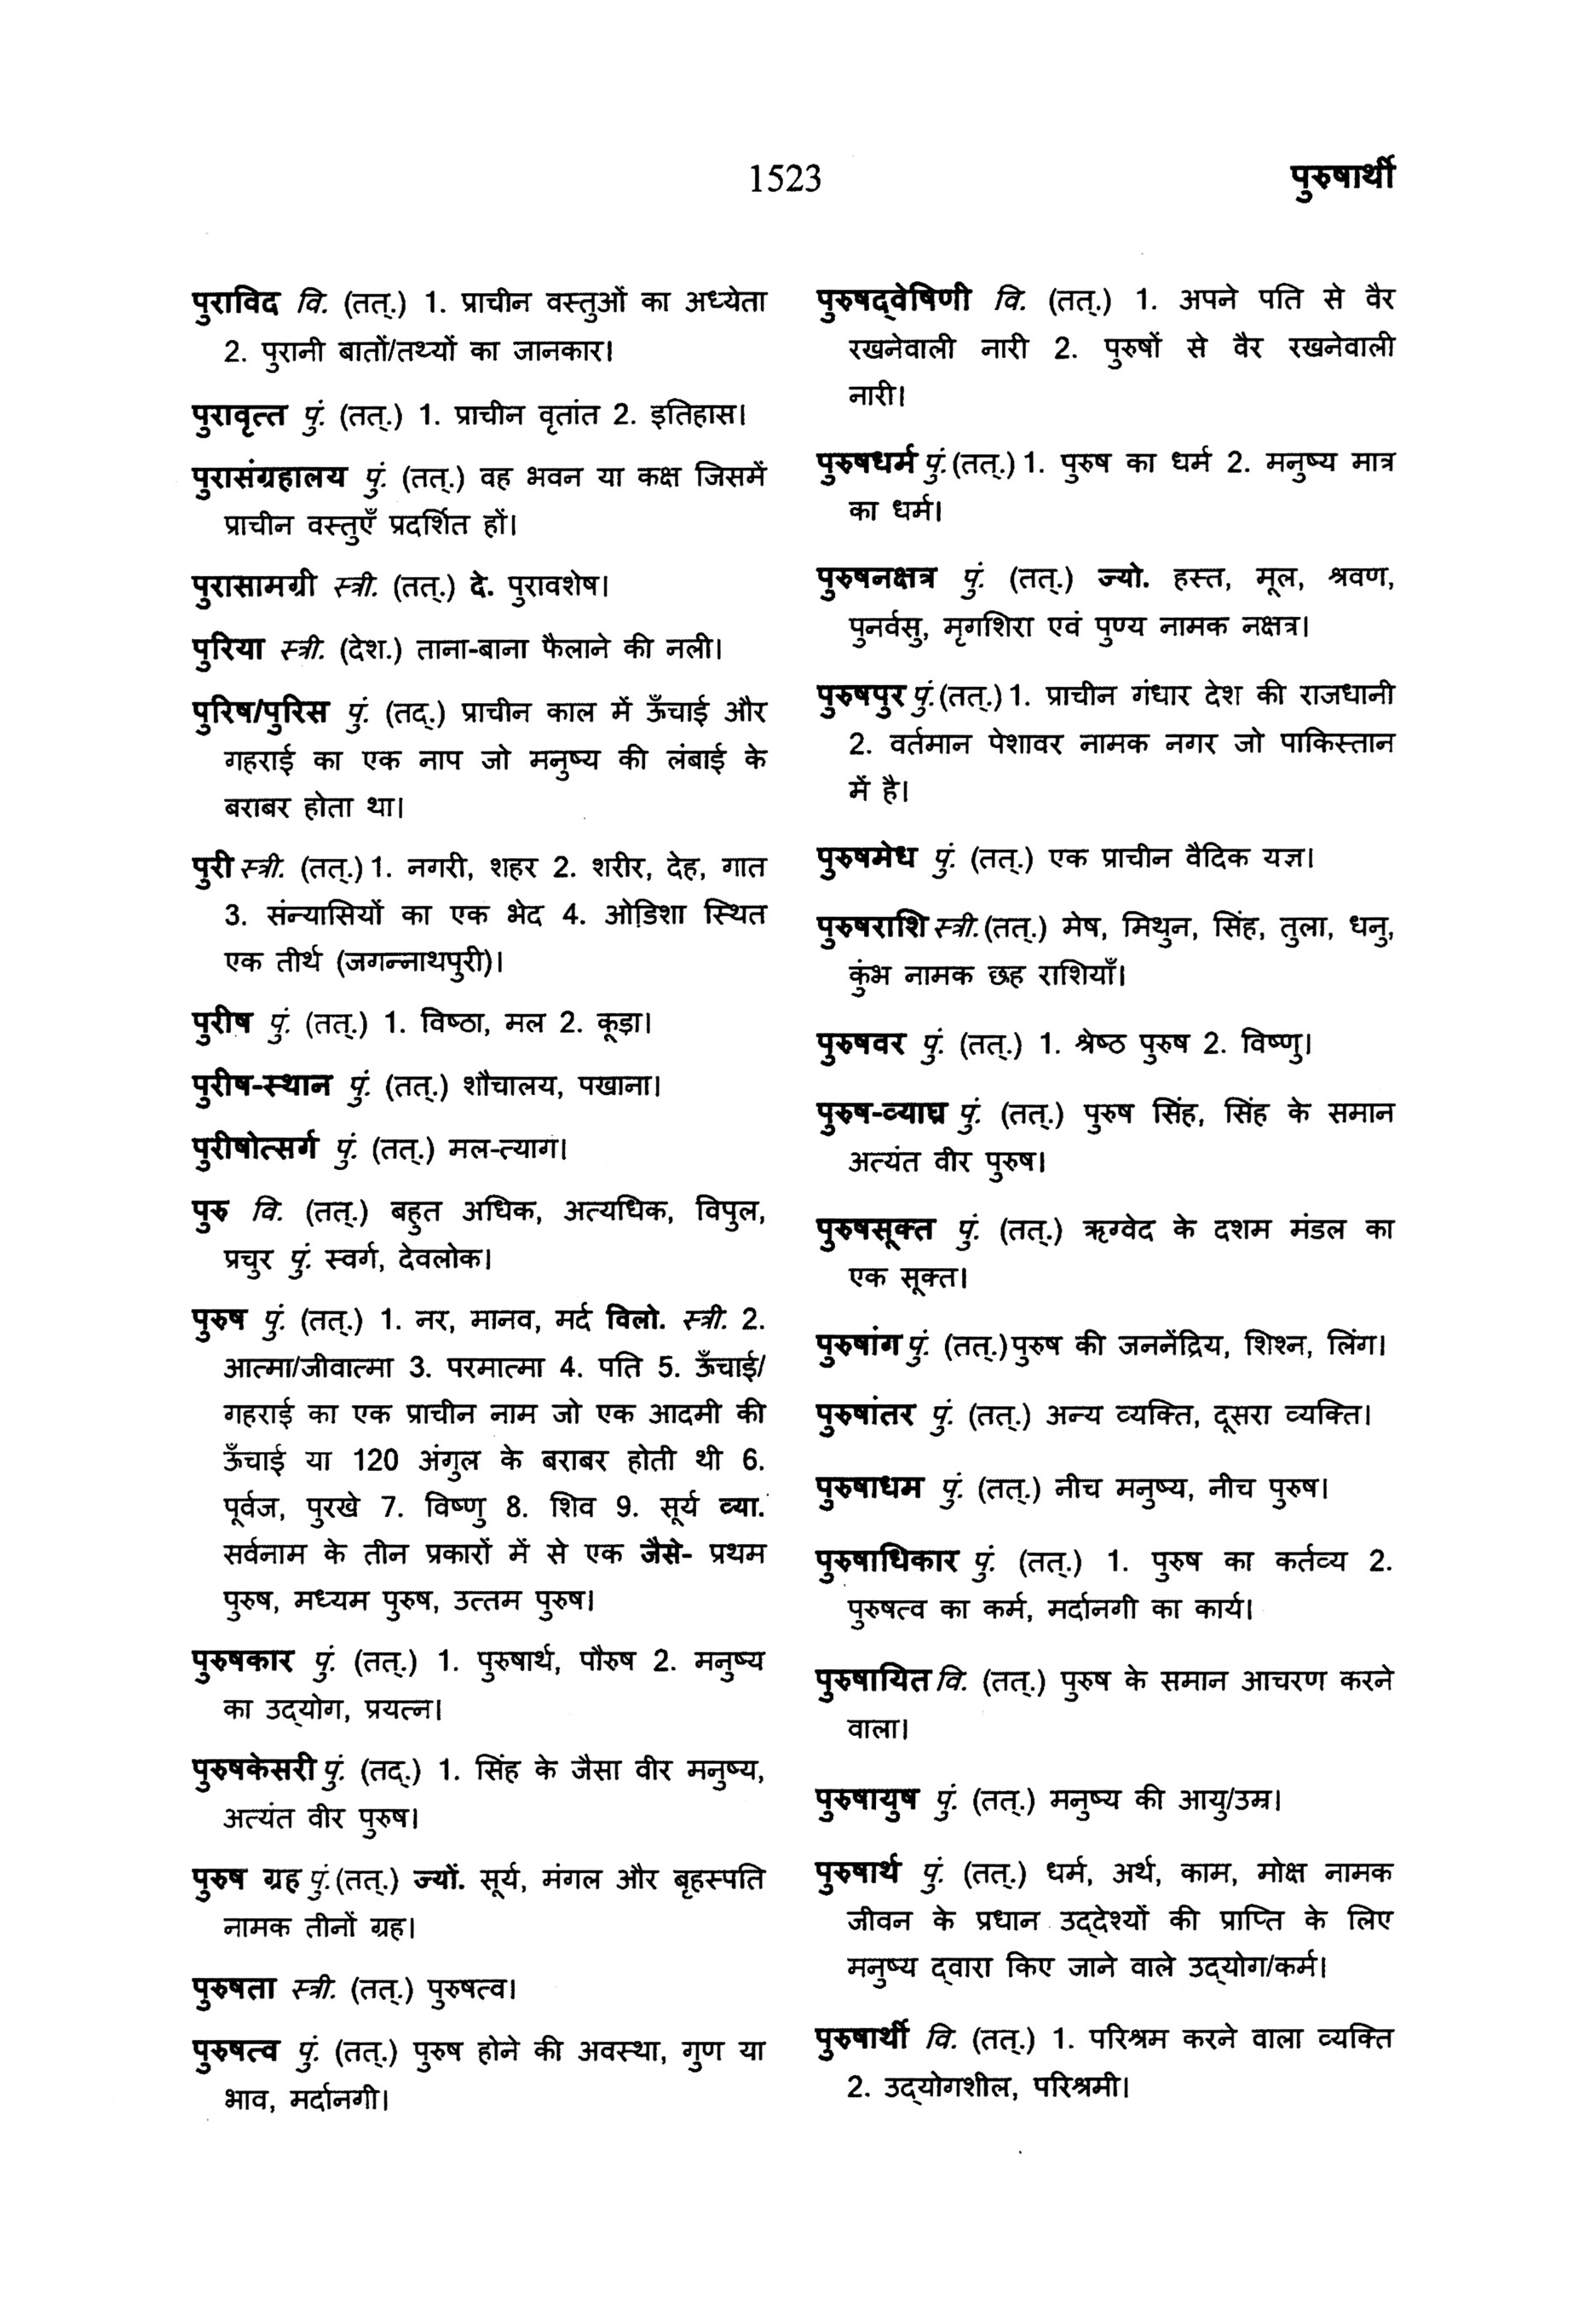 1523
पुरुषार्थी
पुराविद वि. (तत्.) 1. प्राचीन वस्तुओं का अध्येता
2. पुरानी बातों/तथ्यों का जानकार।
पुरावृत्त पुं. (तत्.) 1. प्राचीन वृतांत 2. इतिहास।
पुरासंग्रहालय पुं. (तत्.) वह भवन या कक्ष जिसमें
प्राचीन वस्तुएँ प्रदर्शित हों।
पुरासामग्री स्त्री. (तत्.) दे. पुरावशेष।
पुरिया स्त्री. (देश.) ताना-बाना फैलाने की नली।
पुरिष/पुरिस पुं. (तद्.) प्राचीन काल में ऊँचाई और
गहराई का एक नाप जो मनुष्य की लंबाई के
बराबर होता था।
पुरी स्त्री. (तत्.) 1. नगरी, शहर 2. शरीर, देह, गात
3. संन्यासियों का एक भेद 4. ओडिशा स्थित
एक तीर्थ (जगन्नाथपुरी)।
पुरीष पुं. (तत्.) 1. विष्ठा, मल 2. कूड़ा।
पुरीष-स्थान पुं. (तत्.) शौचालय, पखाना।
पुरीषोत्सर्ग पुं. (तत्.) मल-त्याग।
पुरु वि. (तत्.) बहुत अधिक, अत्यधिक, विपुल,
प्रचुर पुं. स्वर्ग, देवलोक।
पुरुष पुं. (तत्.) 1. नर, मानव, मर्द विलो. स्त्री. 2.
आत्मा/जीवात्मा 3. परमात्मा 4. पति 5. ऊँचाई/
गहराई का एक प्राचीन नाम जो एक आदमी की
ऊँचाई या 120 अंगुल के बराबर होती थी 6.
पूर्वज, पुरखे 7. विष्णु 8. शिव 9. सूर्य व्या.
सर्वनाम के तीन प्रकारों में से एक जैसे- प्रथम
पुरुष, मध्यम पुरुष, उत्तम पुरुष।
पुरुषकार पुं. (तत्.) 1. पुरुषार्थ, पौरुष 2. मनुष्य
का उद्योग, प्रयत्न।
पुरुषकेसरी पुं. (तद्.) 1. सिंह के जैसा वीर मनुष्य,
अत्यंत वीर पुरुष।
पुरुष ग्रह पुं. (तत्.) ज्यों. सूर्य, मंगल और बृहस्पति
नामक तीनों ग्रह।
पुरुषता स्त्री. (तत्.) पुरुषत्व।
पुरुषत्व पुं. (तत्.) पुरुष होने की अवस्था, गुण या
भाव, मर्दानगी।
पुरुषद्वेषिणी वि. (तत्.) 1. अपने पति से वैर
रखनेवाली नारी 2. पुरुषों से वैर रखनेवाली
नारी।
पुरुषधर्म पुं. (तत्.) 1. पुरुष का धर्म 2. मनुष्य मात्र
का धर्म।
पुरुषनक्षत्र पुं. (तत्.) ज्यो. हस्त, मूल, श्रवण,
पुनर्वसु, मृगशिरा एवं पुण्य नामक नक्षत्र।
पुरुषपुर पुं. (तत्.) 1. प्राचीन गंधार देश की राजधानी
2. वर्तमान पेशावर नामक नगर जो पाकिस्तान
में है।
पुरुषमेध पुं. (तत्.) एक प्राचीन वैदिक यज्ञ।
पुरुषराशि स्त्री. (तत्.) मेष, मिथुन, सिंह, तुला, धनु,
कुंभ नामक छह राशियाँ।
पुरुषवर पुं. (तत्.) 1. श्रेष्ठ पुरुष 2. विष्णु।
पुरुष-व्याघ्र पुं. (तत्.) पुरुष सिंह, सिंह के समान
अत्यंत वीर पुरुष।
पुरुषसूक्त पुं. (तत्.) ऋग्वेद के दशम मंडल का
एक सूक्त।
पुरुषांग पुं. (तत्.) पुरुष की जननेंद्रिय, शिश्न, लिंग।
पुरुषांतर पुं. (तत्.) अन्य व्यक्ति, दूसरा व्यक्ति।
पुरुषाधम पुं. (तत्.) नीच मनुष्य, नीच पुरुष।
पुरुषाधिकार पुं. (तत्.) 1. पुरुष का कर्तव्य 2.
पुरुषत्व का कर्म, मर्दानगी का कार्य।
पुरुषायित वि. (तत्.) पुरुष के समान आचरण करने
वाला।
पुरुषायुष पुं. (तत्.) मनुष्य की आयु/उम्र।
पुरुषार्थ पुं. (तत्.) धर्म, अर्थ, काम, मोक्ष नामक
जीवन के प्रधान उद्देश्यों की प्राप्ति के लिए
मनुष्य द्वारा किए जाने वाले उद्योग/कर्म।
पुरुषार्थी वि. (तत्.) 1. परिश्रम करने वाला व्यक्ति
2. उद्योगशील, परिश्रमी।